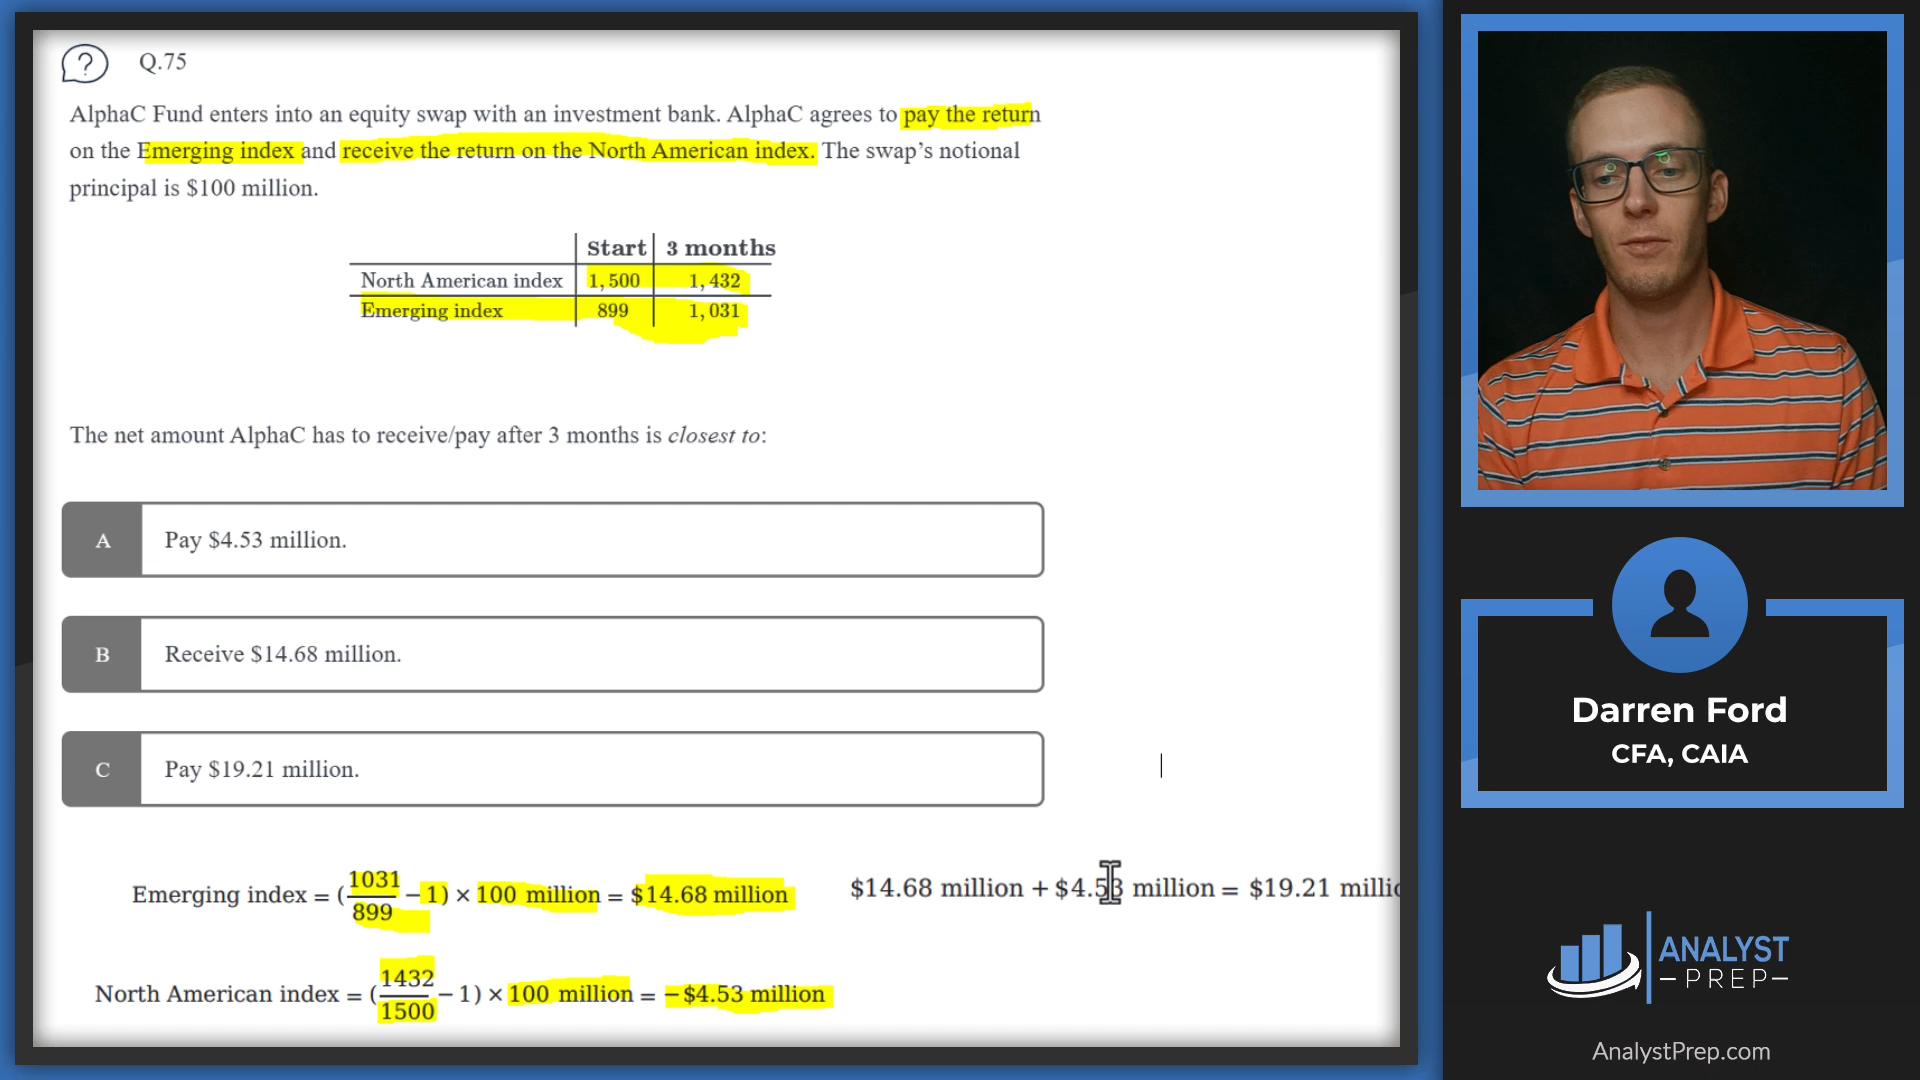 ?
Q.75
AlphaC Fund enters into an equity swap with an investment bank. AlphaC agrees to pay the return
on the Emerging index and receive the return on the North American index. The swap's notional
principal is $100 million.
Start 3 months
North American index 1, 500 1, 432
Emerging index 899 1, 031
The net amount AlphaC has to receive/pay after 3 months is closest to:
A Pay $4.53 million.
B Receive $14.68 million.
C Pay $19.21 million.
Emerging index = (1031/899 − 1) × 100 million = $14.68 million
$14.68 million + $4.53 million = $19.21 millio
North American index = (1432/1500 − 1) × 100 million = −$4.53 million
Darren Ford
CFA, CAIA
ANALYST
—PREP—
AnalystPrep.com